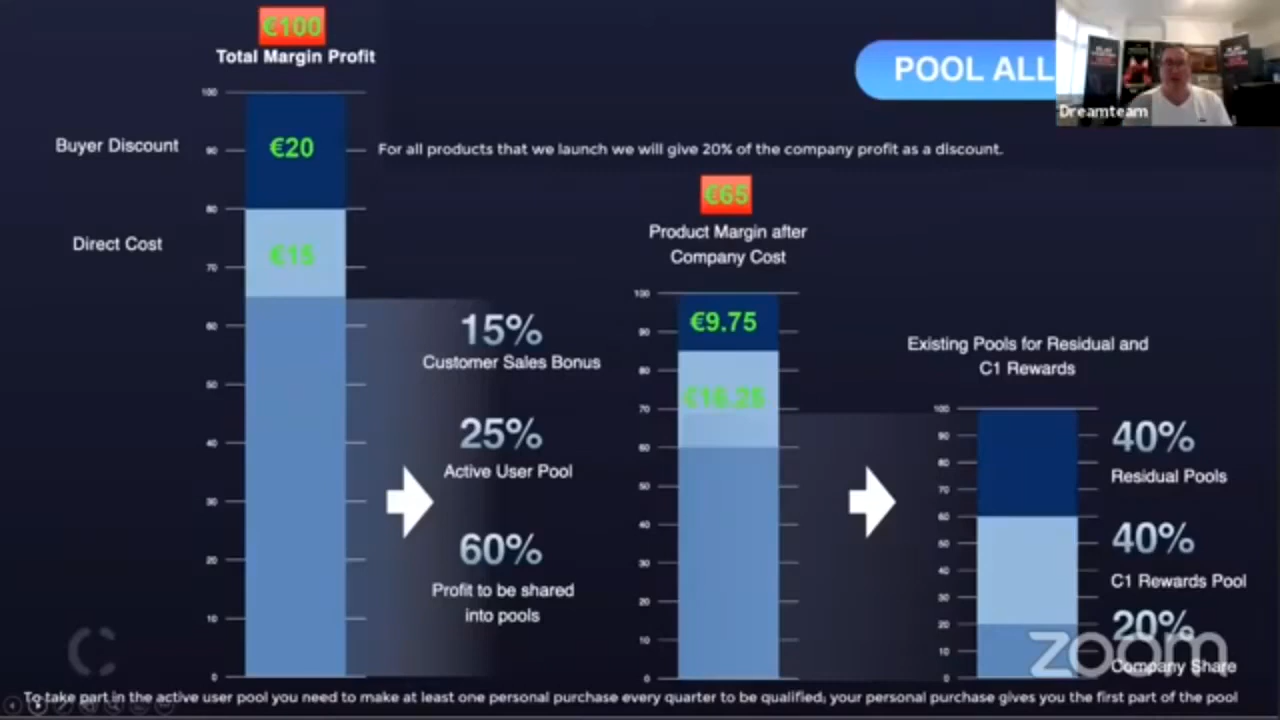 €100
Total Margin Profit
POOL ALL
Dreamteam
100
Buyer Discount
90
€20
For all products that we launch we will give 20% of the company profit as a discount.
80
€65
Direct Cost
€15
Product Margin after
Company Cost
70
100
60
15%
Customer Sales Bonus
€9.75
90
Existing Pools for Residual and
C1 Rewards
50
80
€16.25
70
100
40
25%
Active User Pool
60
90
40%
Residual Pools
80
50
70
30
60
40
50
40%
C1 Rewards Pool
20
60%
Profit to be shared
into pools
30
40
30
20
20
20%
Company Share
10
10
10
0
0
0
zoom
To take part in the active user pool you need to make at least one personal purchase every quarter to be qualified; your personal purchase gives you the first part of the pool